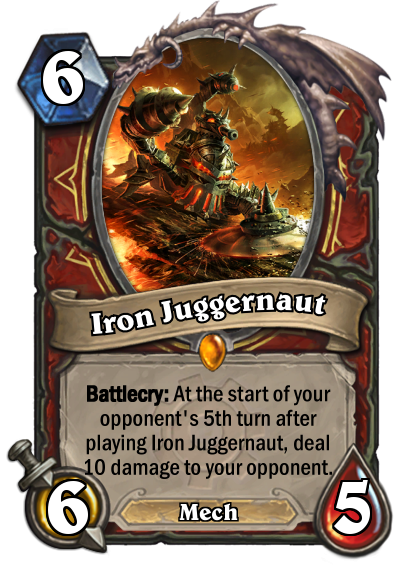 6
Iron Juggernaut
Battlecry: At the start of your
opponent's 5th turn after
playing Iron Juggernaut, deal
10 damage to your opponent.
6
Mech
5